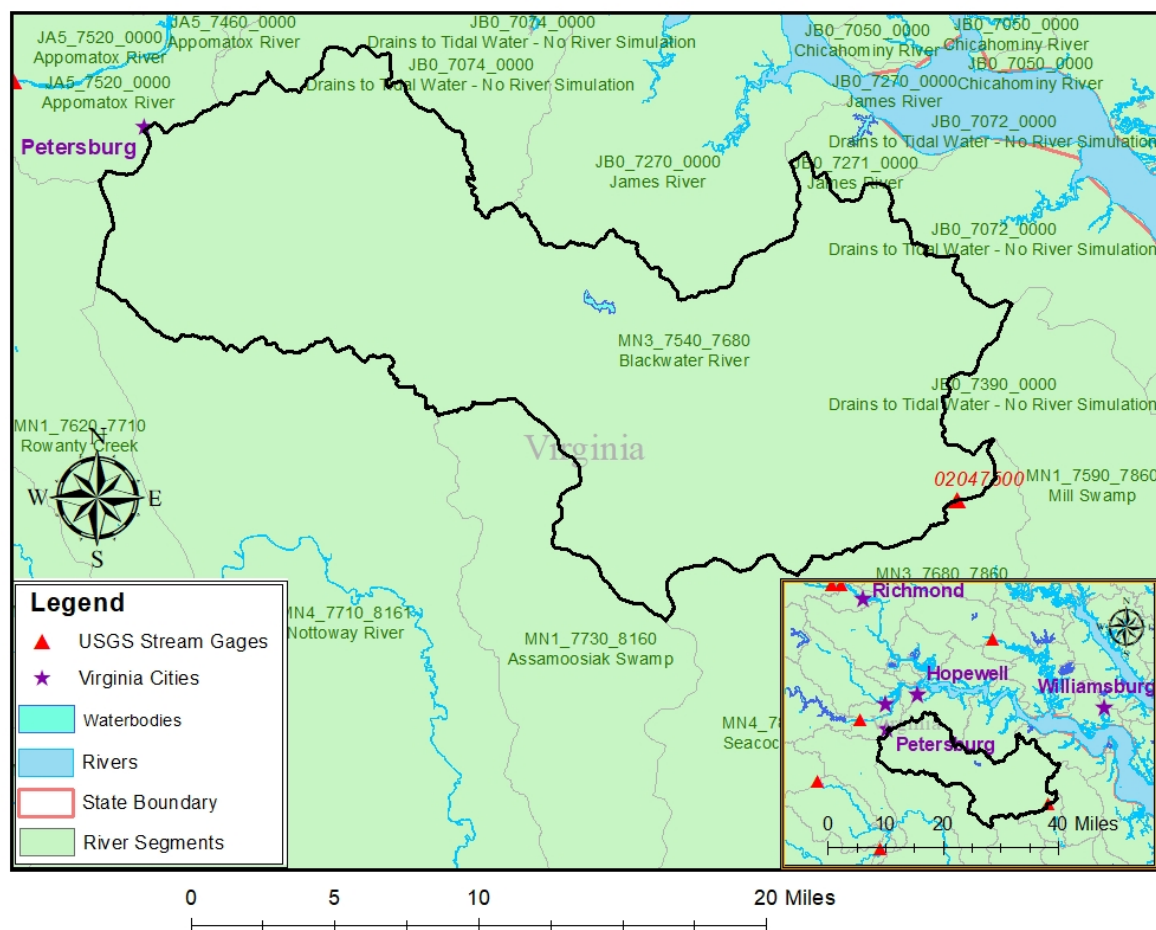 JA5_7460_0000
Appomatox River
JB0_7074_0000
Drains to Tidal Water - No River Simulation
JB0_7050_0000
Chicahominy River
JB0_7050_0000
Chicahominy River
JA5_7520_0000
Appomatox River
JB0_7074_0000
Drains to Tidal Water - No River Simulation
JB0_7050_0000
Chicahominy River
JA5_7520_0000
Appomatox River
JB0_7270_0000
James River
JB0_7072_0000
Drains to Tidal Water - No River Simulation
Petersburg
JB0_7270_0000
James River
JB0_7271_0000
James River
JB0_7072_0000
Drains to Tidal Water - No River Simulation
MN3_7540_7680
Blackwater River
JB0_7390_0000
Drains to Tidal Water - No River Simulation
MN1_7620_7710
Rowanty Creek
Virginia
N
W
E
S
02047500
MN1_7590_7860
Mill Swamp
MN3_7680_7860
MN4_7710_8161
Nottoway River
MN1_7730_8160
Assamoosiak Swamp
Legend
USGS Stream Gages
Virginia Cities
Waterbodies
Rivers
State Boundary
River Segments
Richmond
Hopewell
Williamsburg
Petersburg
0 10 20 40 Miles
0 5 10 20 Miles